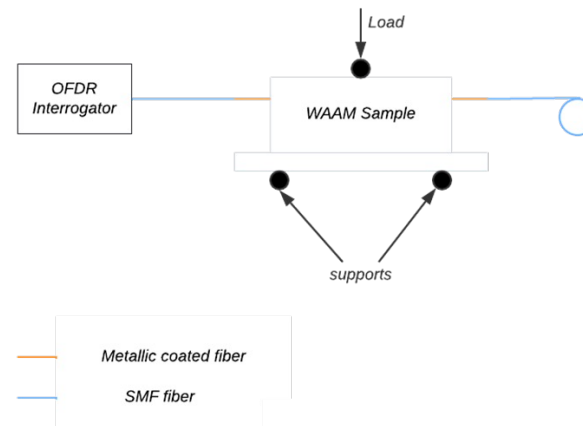 Load
OFDR
Interrogator
WAAM Sample
supports
Metallic coated fiber
SMF fiber